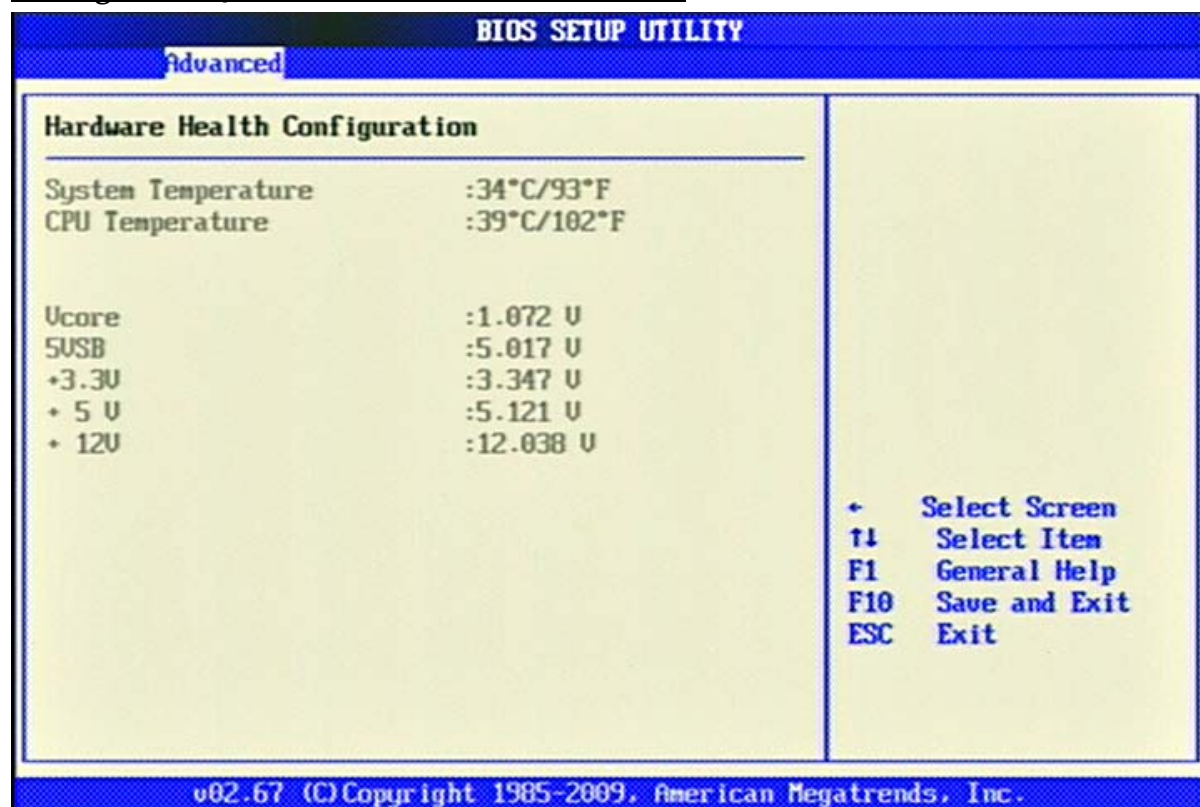 BIOS SETUP UTILITY
Advanced
Hardware Health Configuration
System Temperature :34°C/93°F
CPU Temperature :39°C/102°F
Vcore :1.072 V
5VSB :5.017 V
+3.3V :3.347 V
+ 5 V :5.121 V
+ 12V :12.038 V
← Select Screen
↑↓ Select Item
F1 General Help
F10 Save and Exit
ESC Exit
v02.67 (C)Copyright 1985-2009, American Megatrends, Inc.